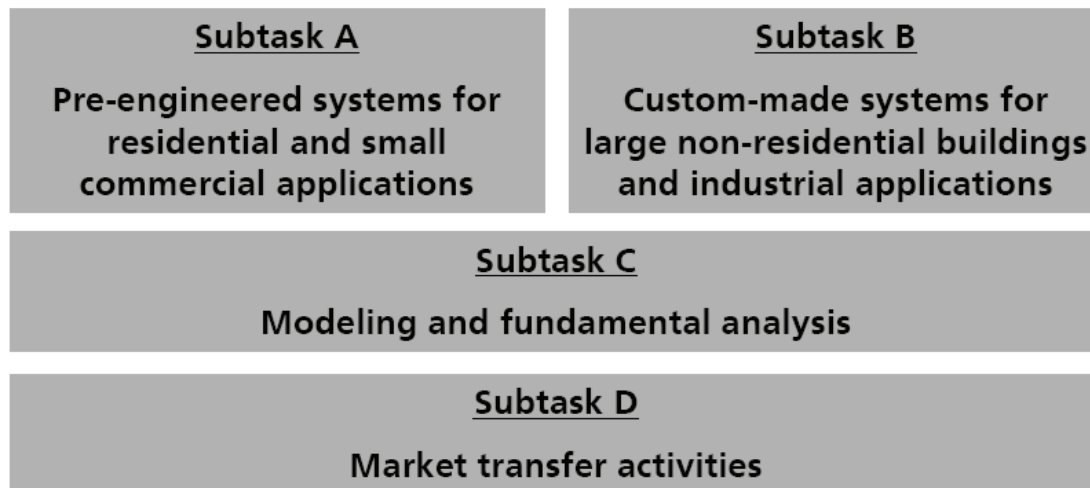 Subtask A
Pre-engineered systems for
residential and small
commercial applications
Subtask B
Custom-made systems for
large non-residential buildings
and industrial applications
Subtask C
Modeling and fundamental analysis
Subtask D
Market transfer activities